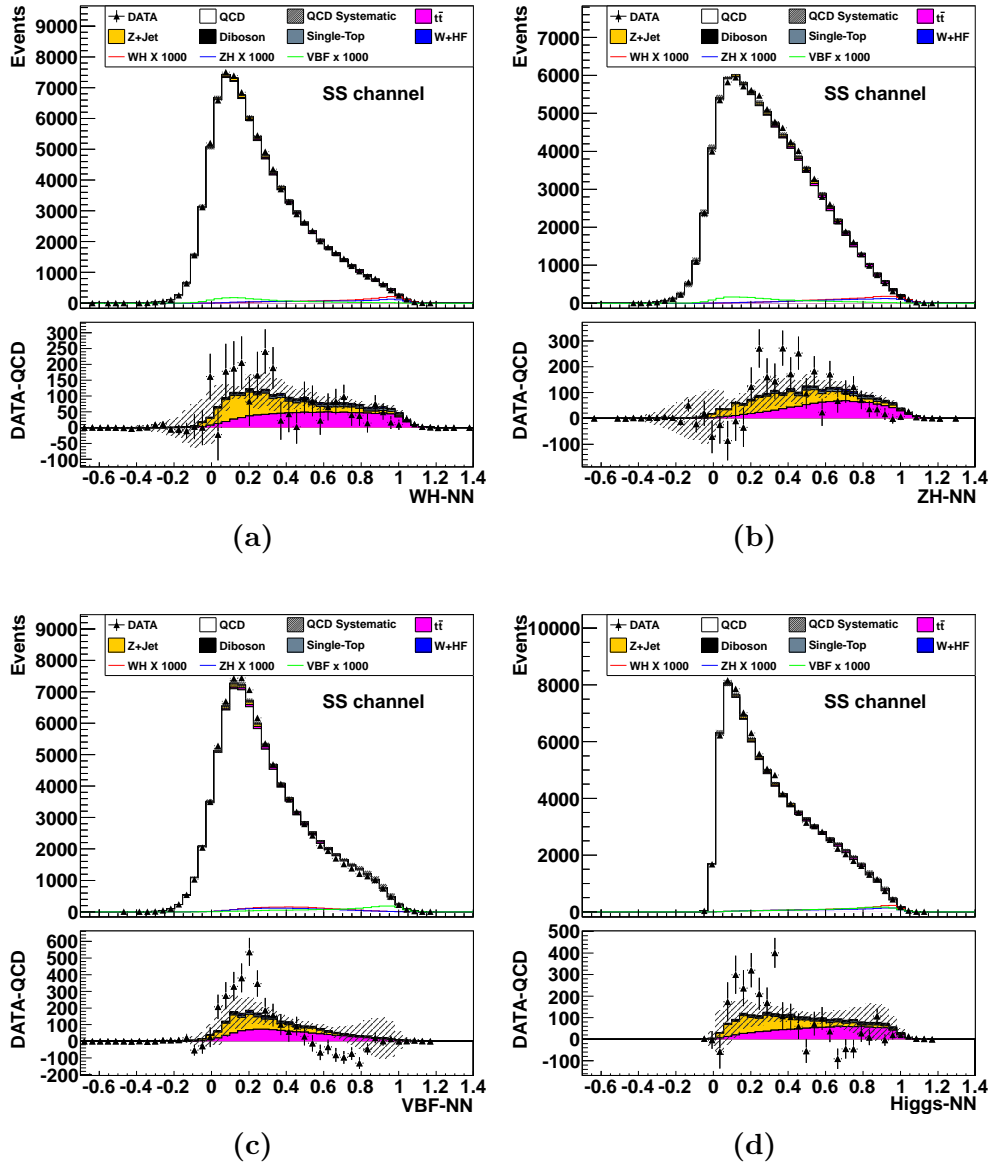 Events
9000
8000
7000
6000
5000
4000
3000
2000
1000
0
DATA QCD QCD Systematic tt̄
Z+Jet Diboson Single-Top W+HF
WH X 1000 ZH X 1000 VBF x 1000
SS channel
DATA-QCD
300
250
200
150
100
50
0
-50
-100
-0.6 -0.4 -0.2 0 0.2 0.4 0.6 0.8 1 1.2 1.4
WH-NN
(a)
Events
7000
6000
5000
4000
3000
2000
1000
0
DATA QCD QCD Systematic tt̄
Z+Jet Diboson Single-Top W+HF
WH X 1000 ZH X 1000 VBF x 1000
SS channel
DATA-QCD
300
200
100
0
-100
-0.6 -0.4 -0.2 0 0.2 0.4 0.6 0.8 1 1.2 1.4
ZH-NN
(b)
Events
9000
8000
7000
6000
5000
4000
3000
2000
1000
0
DATA QCD QCD Systematic tt̄
Z+Jet Diboson Single-Top W+HF
WH X 1000 ZH X 1000 VBF x 1000
SS channel
DATA-QCD
600
500
400
300
200
100
0
-100
-200
-0.6 -0.4 -0.2 0 0.2 0.4 0.6 0.8 1 1.2 1.4
VBF-NN
(c)
Events
10000
8000
6000
4000
2000
0
DATA QCD QCD Systematic tt̄
Z+Jet Diboson Single-Top W+HF
WH X 1000 ZH X 1000 VBF x 1000
SS channel
DATA-QCD
500
400
300
200
100
0
-100
-0.6 -0.4 -0.2 0 0.2 0.4 0.6 0.8 1 1.2 1.4
Higgs-NN
(d)